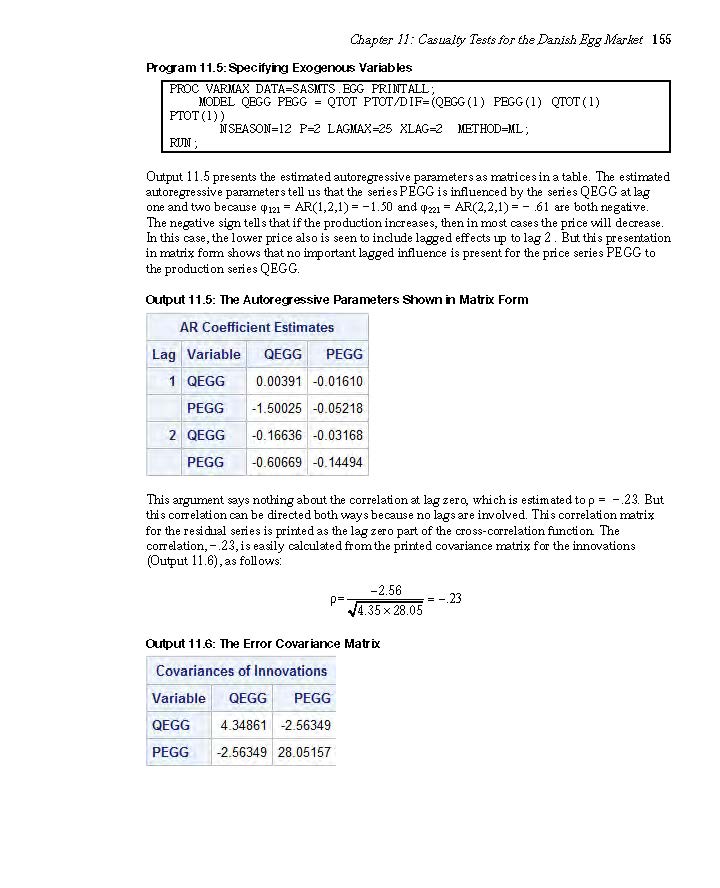 Chapter 11: Casualty Tests for the Danish Egg Market 155
Program 11.5: Specifying Exogenous Variables
PROC VARMAX DATA=SASMTS.EGG PRINTALL;
MODEL QEGG PEGG = QTOT PTOT/DIF=(QEGG(1) PEGG(1) QTOT(1)
PTOT(1))
NSEASON=12 P=2 LAGMAX=25 XLAG=2 METHOD=ML;
RUN;
Output 11.5 presents the estimated autoregressive parameters as matrices in a table. The estimated
autoregressive parameters tell us that the series PEGG is influenced by the series QEGG at lag
one and two because φ₁₂₁ = AR(1,2,1) = −1.50 and φ₂₂₁ = AR(2,2,1) = − .61 are both negative.
The negative sign tells that if the production increases, then in most cases the price will decrease.
In this case, the lower price also is seen to include lagged effects up to lag 2 . But this presentation
in matrix form shows that no important lagged influence is present for the price series PEGG to
the production series QEGG.
Output 11.5: The Autoregressive Parameters Shown in Matrix Form
AR Coefficient Estimates
Lag Variable QEGG PEGG
1 QEGG 0.00391 -0.01610
PEGG -1.50025 -0.05218
2 QEGG -0.16636 -0.03168
PEGG -0.60669 -0.14494
This argument says nothing about the correlation at lag zero, which is estimated to ρ = −.23. But
this correlation can be directed both ways because no lags are involved. This correlation matrix
for the residual series is printed as the lag zero part of the cross-correlation function. The
correlation, −.23, is easily calculated from the printed covariance matrix for the innovations
(Output 11.6), as follows:
ρ = −2.56 / √4.35 × 28.05 = −.23
Output 11.6: The Error Covariance Matrix
Covariances of Innovations
Variable QEGG PEGG
QEGG 4.34861 -2.56349
PEGG -2.56349 28.05157